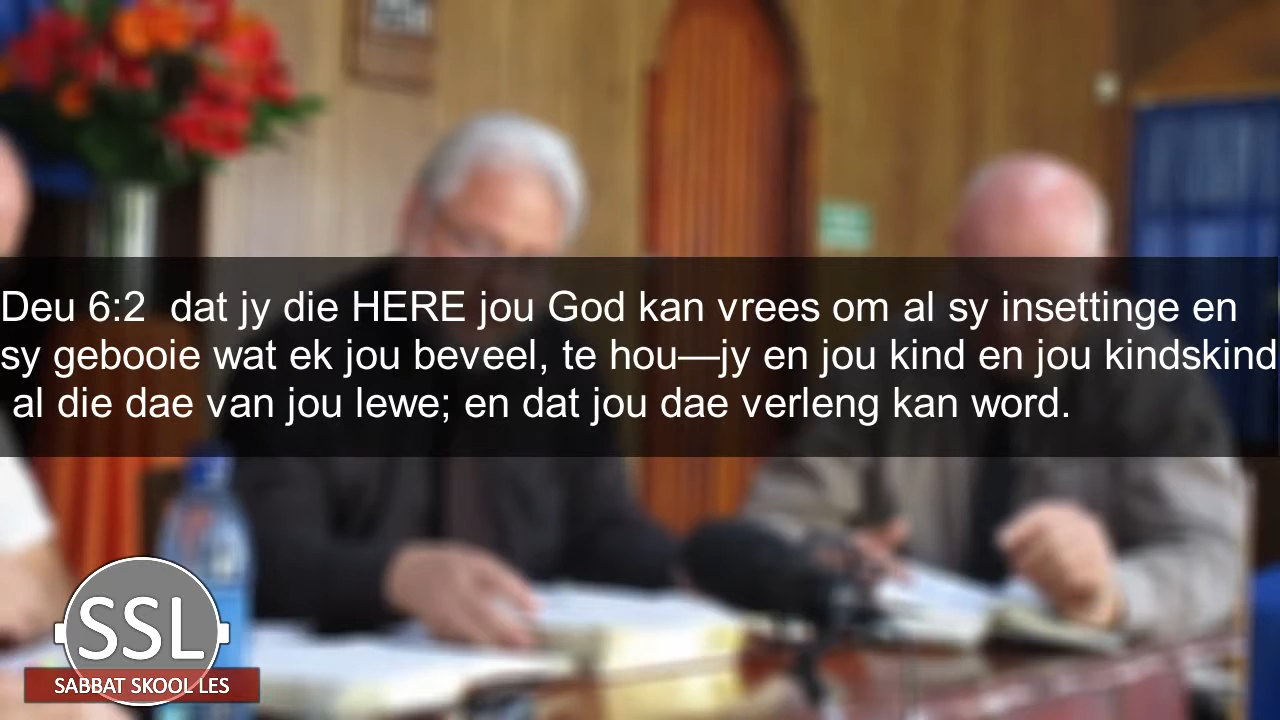 Deu 6:2  dat jy die HERE jou God kan vrees om al sy insettinge en
sy gebooie wat ek jou beveel, te hou—jy en jou kind en jou kindskind
al die dae van jou lewe; en dat jou dae verleng kan word.
SSL
SABBAT SKOOL LES